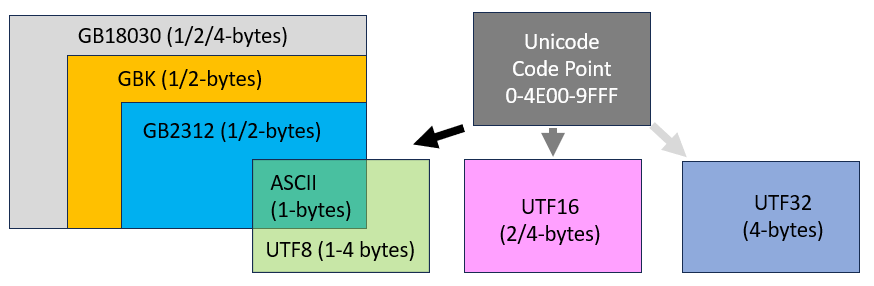 GB18030 (1/2/4-bytes)
GBK (1/2-bytes)
GB2312 (1/2-bytes)
ASCII
(1-bytes)
UTF8 (1-4 bytes)
Unicode
Code Point
0-4E00-9FFF
UTF16
(2/4-bytes)
UTF32
(4-bytes)